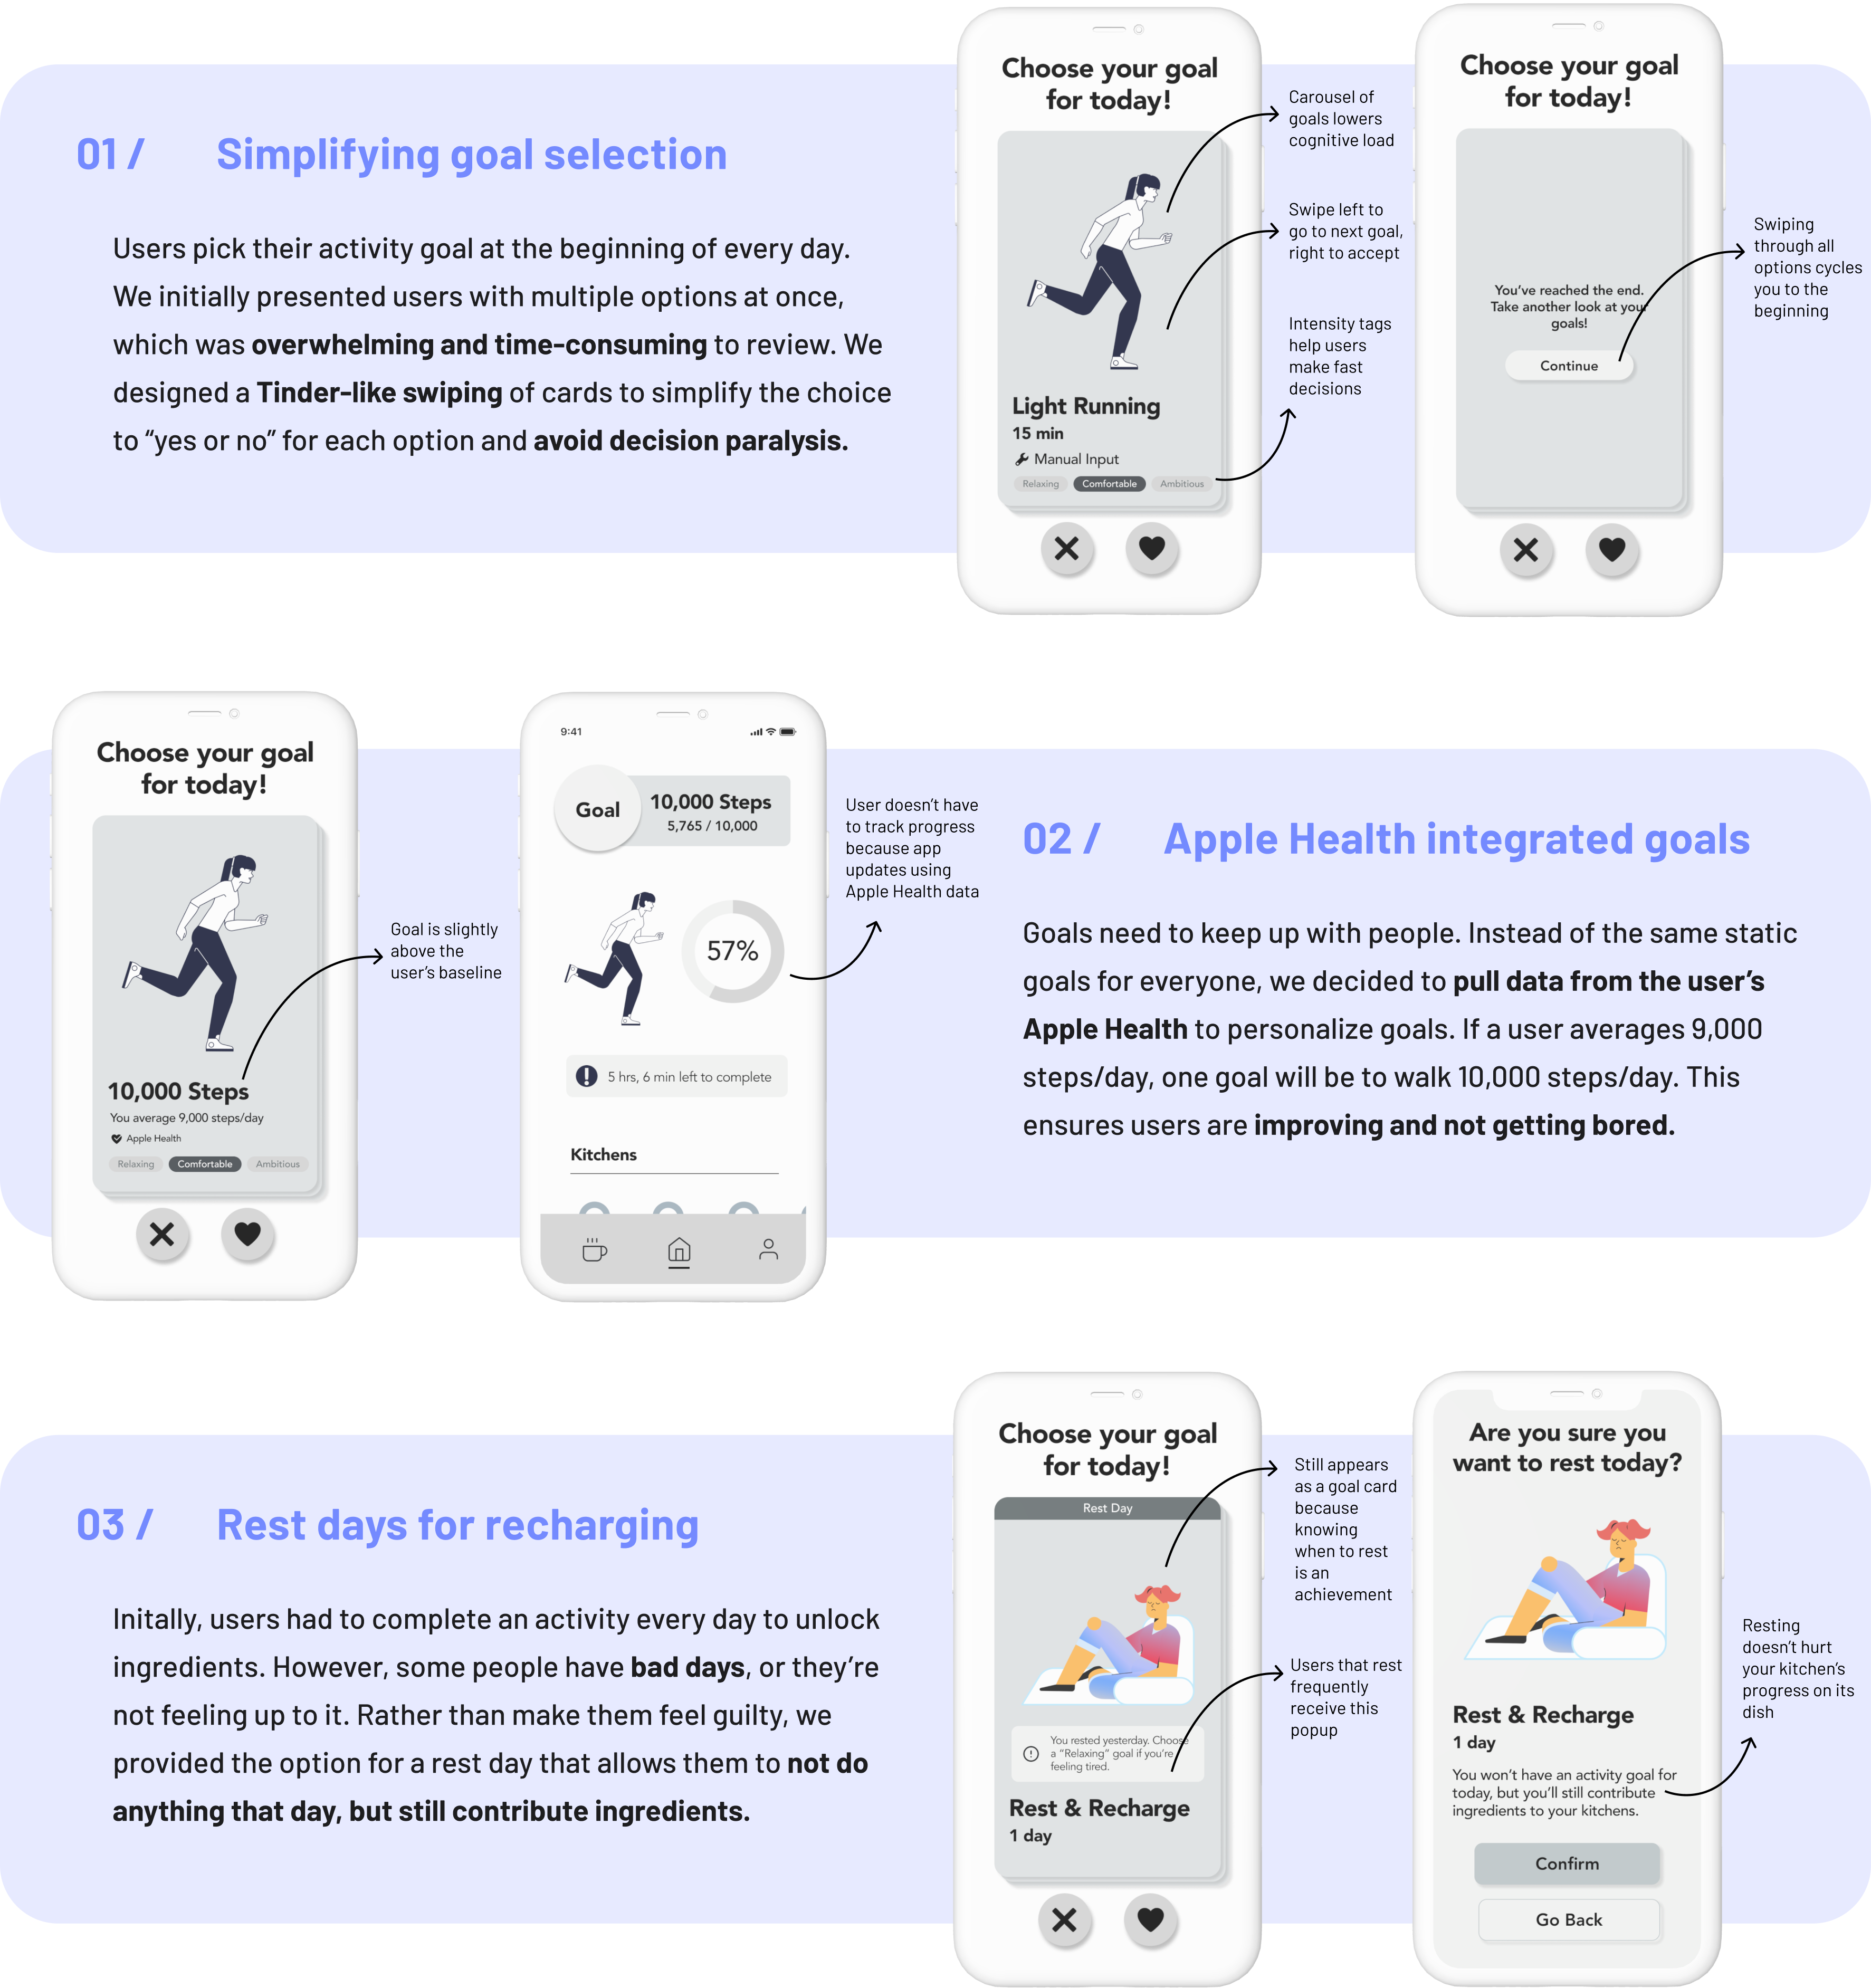 01 /
Simplifying goal selection
Users pick their activity goal at the beginning of every day.
We initially presented users with multiple options at once,
which was overwhelming and time-consuming to review. We
designed a Tinder-like swiping of cards to simplify the choice
to “yes or no” for each option and avoid decision paralysis.
Choose your goal
for today!
Light Running
15 min
Manual Input
Relaxing
Comfortable
Ambitious
Carousel of
goals lowers
cognitive load
Swipe left to
go to next goal,
right to accept
Intensity tags
help users
make fast
decisions
Choose your goal
for today!
You’ve reached the end.
Take another look at your
goals!
Continue
Swiping
through all
options cycles
you to the
beginning
Choose your goal
for today!
10,000 Steps
You average 9,000 steps/day
Apple Health
Relaxing
Comfortable
Ambitious
Goal is slightly
above the
user’s baseline
9:41
Goal
10,000 Steps
5,765 / 10,000
57%
5 hrs, 6 min left to complete
Kitchens
User doesn’t have
to track progress
because app
updates using
Apple Health data
02 /
Apple Health integrated goals
Goals need to keep up with people. Instead of the same static
goals for everyone, we decided to pull data from the user’s
Apple Health to personalize goals. If a user averages 9,000
steps/day, one goal will be to walk 10,000 steps/day. This
ensures users are improving and not getting bored.
03 /
Rest days for recharging
Initally, users had to complete an activity every day to unlock
ingredients. However, some people have bad days, or they’re
not feeling up to it. Rather than make them feel guilty, we
provided the option for a rest day that allows them to not do
anything that day, but still contribute ingredients.
Choose your goal
for today!
Rest Day
You rested yesterday. Choose
a “Relaxing” goal if you’re
feeling tired.
Rest & Recharge
1 day
Still appears
as a goal card
because
knowing
when to rest
is an
achievement
Users that rest
frequently
receive this
popup
Are you sure you
want to rest today?
Rest & Recharge
1 day
You won’t have an activity goal for
today, but you’ll still contribute
ingredients to your kitchens.
Confirm
Go Back
Resting
doesn’t hurt
your kitchen’s
progress on its
dish